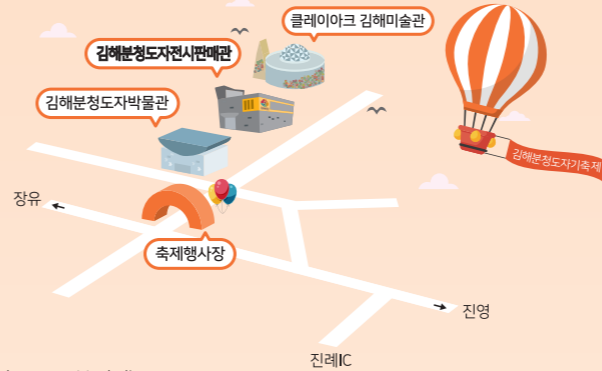 클레이아크 김해미술관
김해분청도자전시판매관
김해분청도자박물관
김해분청도자기축제
장유
축제행사장
진영
진례IC